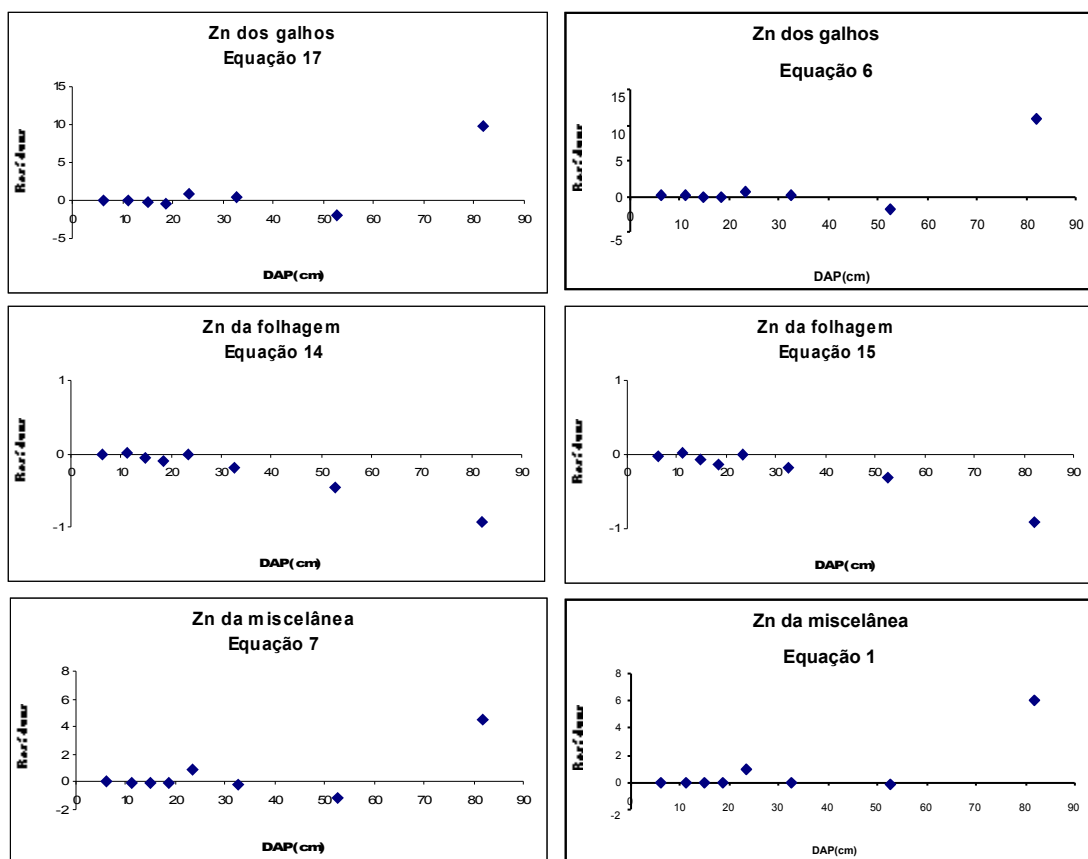 Zn dos galhos
Equação 17
15
10
5
0
-5
0 10 20 30 40 50 60 70 80 90
Resíduos
DAP(cm)
Zn dos galhos
Equação 6
15
10
5
0
-5
0 10 20 30 40 50 60 70 80 90
Resíduos
DAP(cm)
Zn da folhagem
Equação 14
1
0
-1
0 10 20 30 40 50 60 70 80 90
Resíduos
DAP(cm)
Zn da folhagem
Equação 15
1
0
-1
0 10 20 30 40 50 60 70 80 90
Resíduos
DAP(cm)
Zn da miscelânea
Equação 7
8
6
4
2
0
-2
0 10 20 30 40 50 60 70 80 90
Resíduos
DAP(cm)
Zn da miscelânea
Equação 1
8
6
4
2
0
-2
0 10 20 30 40 50 60 70 80 90
Resíduos
DAP(cm)